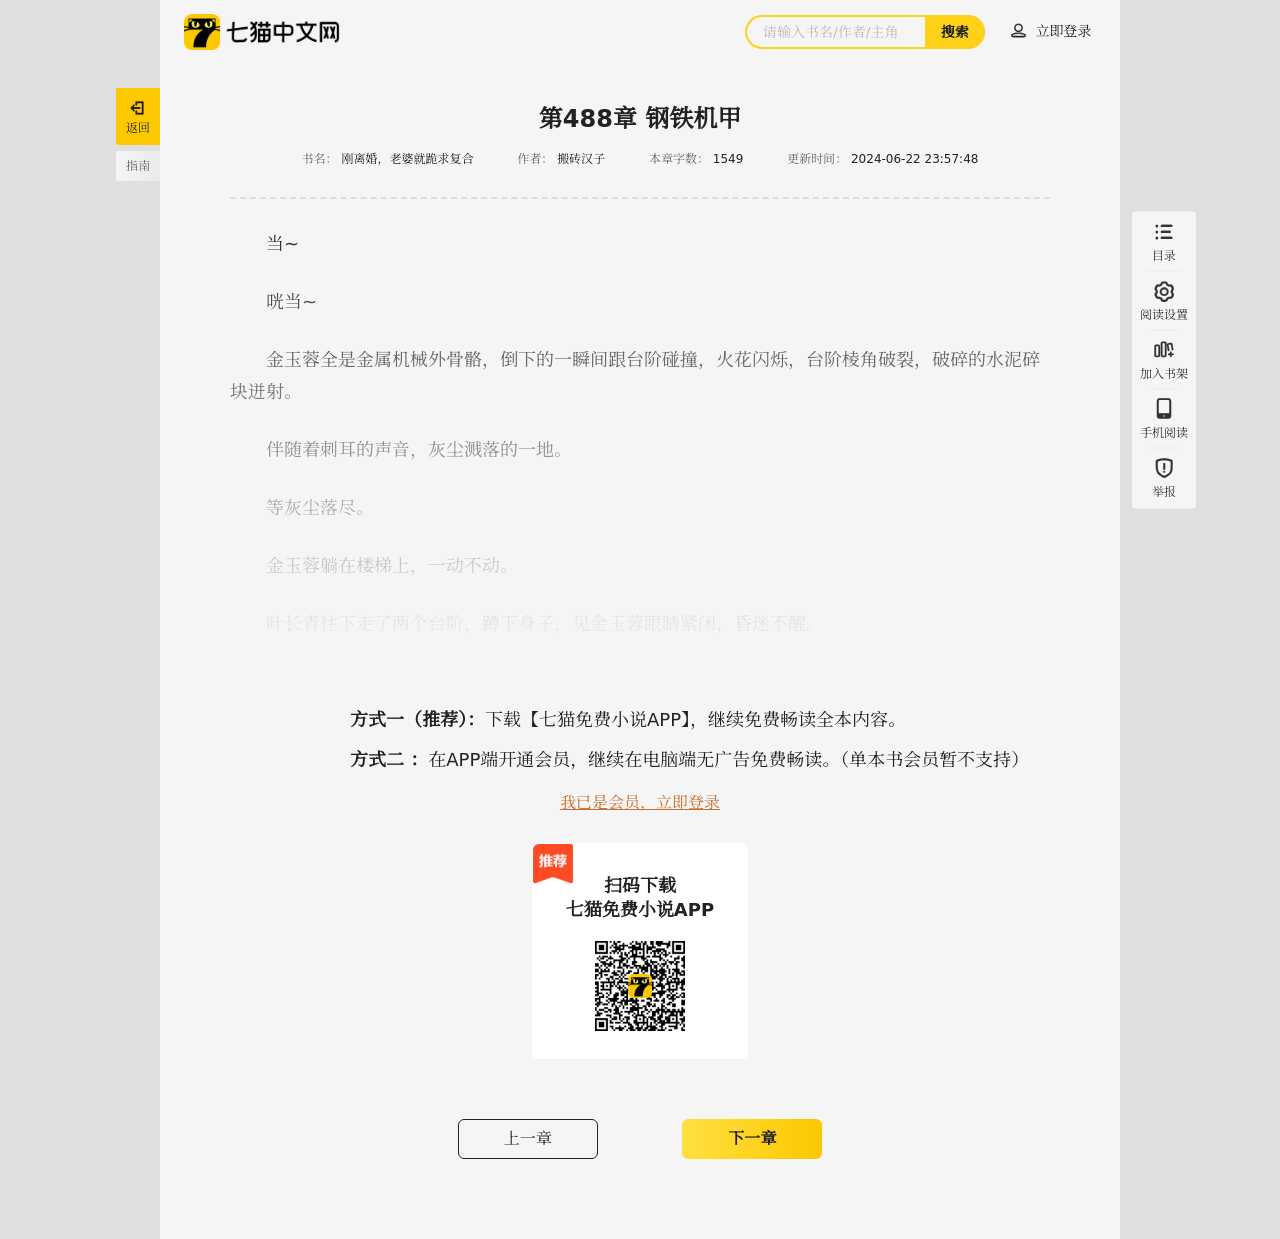 七猫中文网
请输入书名/作者/主角
搜索
立即登录
返回
指南
第488章 钢铁机甲
书名： 刚离婚，老婆就跪求复合 作者： 搬砖汉子 本章字数： 1549 更新时间： 2024-06-22 23:57:48
当~
咣当~
金玉蓉全是金属机械外骨骼，倒下的一瞬间跟台阶碰撞，火花闪烁，台阶棱角破裂，破碎的水泥碎
块迸射。
伴随着刺耳的声音，灰尘溅落的一地。
等灰尘落尽。
金玉蓉躺在楼梯上，一动不动。
叶长青往下走了两个台阶，蹲下身子，见金玉蓉眼睛紧闭，昏迷不醒。
目录
阅读设置
加入书架
手机阅读
举报
方式一（推荐）：下载【七猫免费小说APP】，继续免费畅读全本内容。
方式二 ：在APP端开通会员，继续在电脑端无广告免费畅读。（单本书会员暂不支持）
我已是会员，立即登录
推荐
扫码下载
七猫免费小说APP
上一章
下一章